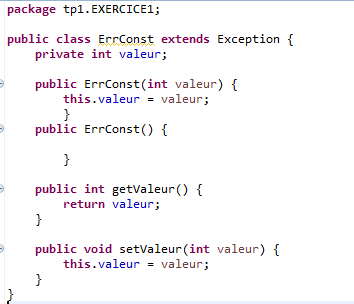 package tp1.EXERCICE1;
public class ErrConst extends Exception {
private int valeur;
public ErrConst(int valeur) {
this.valeur = valeur;
}
public ErrConst() {
}
public int getValeur() {
return valeur;
}
public void setValeur(int valeur) {
this.valeur = valeur;
}
}